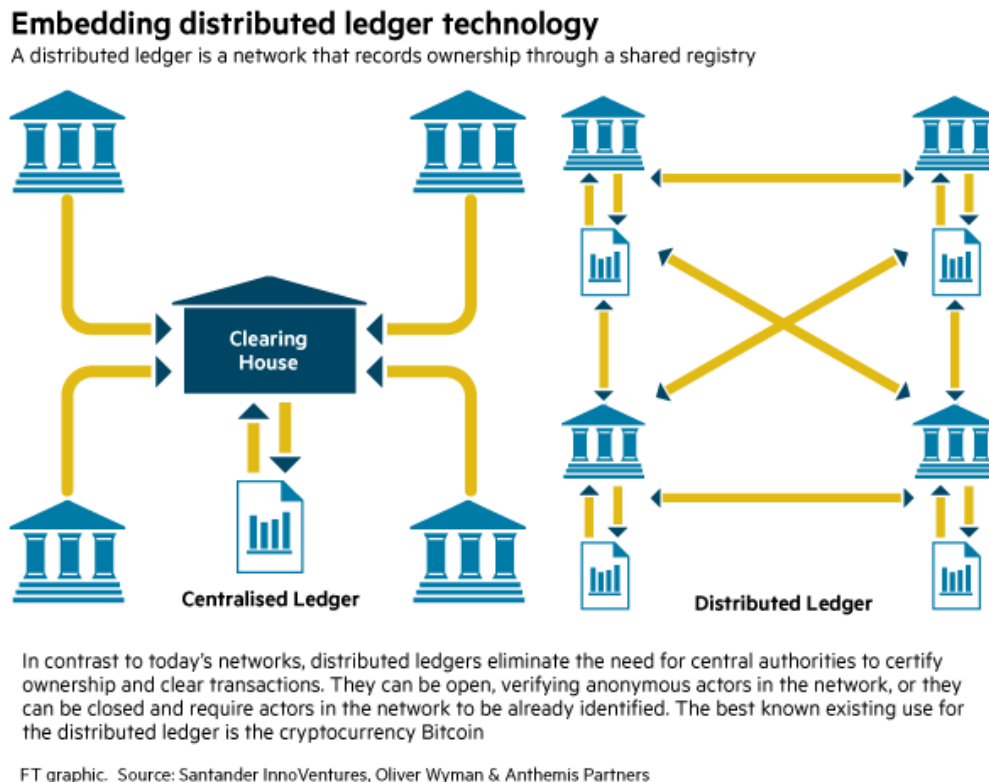 Embedding distributed ledger technology
A distributed ledger is a network that records ownership through a shared registry
Clearing
House
Centralised Ledger
Distributed Ledger
In contrast to today's networks, distributed ledgers eliminate the need for central authorities to certify
ownership and clear transactions. They can be open, verifying anonymous actors in the network, or they
can be closed and require actors in the network to be already identified. The best known existing use for
the distributed ledger is the cryptocurrency Bitcoin
FT graphic. Source: Santander InnoVentures, Oliver Wyman & Anthemis Partners